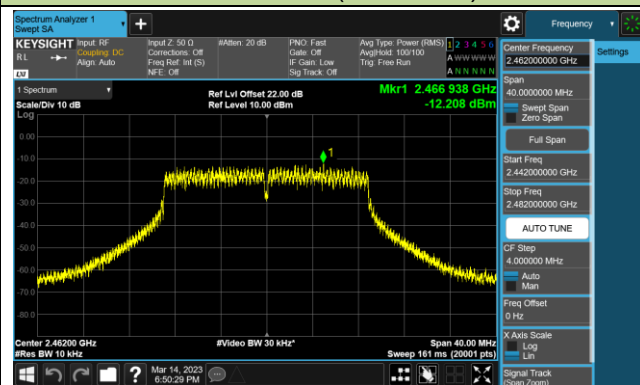 Spectrum Analyzer 1
Swept SA
Frequency
KEYSIGHT
RL
Input: RF
Coupling: DC
Align: Auto
Input Z: 50 Ω
Corrections: Off
Freq Ref: Int (S)
NFE: Off
#Atten: 20 dB
PNO: Fast
Gate: Off
IF Gain: Low
Sig Track: Off
Avg Type: Power (RMS)
Avg|Hold: 100/100
Trig: Free Run
1 2 3 4 5 6
A W W W W W
A N N N N N
LXI
1 Spectrum
Scale/Div 10 dB
Log
Ref Lvl Offset 22.00 dB
Ref Level 10.00 dBm
Mkr1 2.466 938 GHz
-12.208 dBm
1
0.00
-10.0
-20.0
-30.0
-40.0
-50.0
-60.0
-70.0
-80.0
Center 2.46200 GHz
#Res BW 10 kHz
#Video BW 30 kHz*
Span 40.00 MHz
Sweep 161 ms (20001 pts)
Mar 14, 2023
6:50:29 PM
Center Frequency
2.462000000 GHz
Settings
Span
40.0000000 MHz
Swept Span
Zero Span
Full Span
Start Freq
2.442000000 GHz
Stop Freq
2.482000000 GHz
AUTO TUNE
CF Step
4.000000 MHz
Auto
Man
Freq Offset
0 Hz
X Axis Scale
Log
Lin
Signal Track
(Span Zoom)